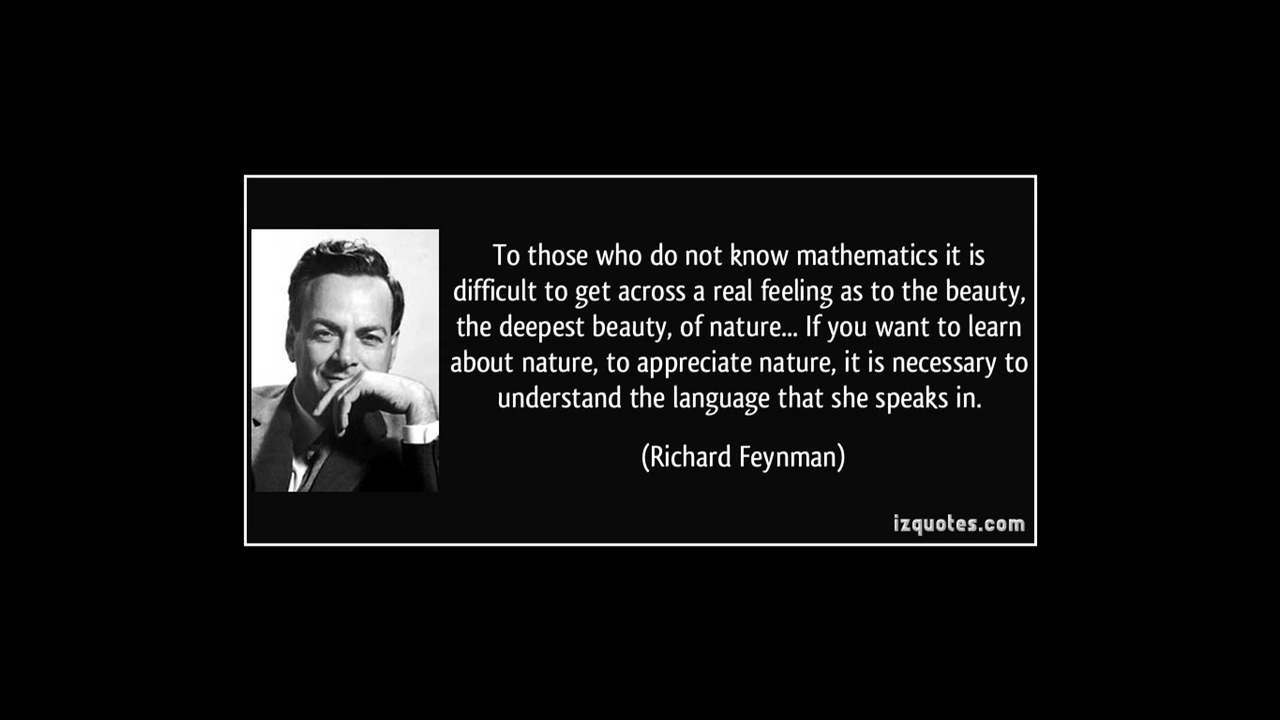 To those who do not know mathematics it is
difficult to get across a real feeling as to the beauty,
the deepest beauty, of nature... If you want to learn
about nature, to appreciate nature, it is necessary to
understand the language that she speaks in.
(Richard Feynman)
izquotes.com